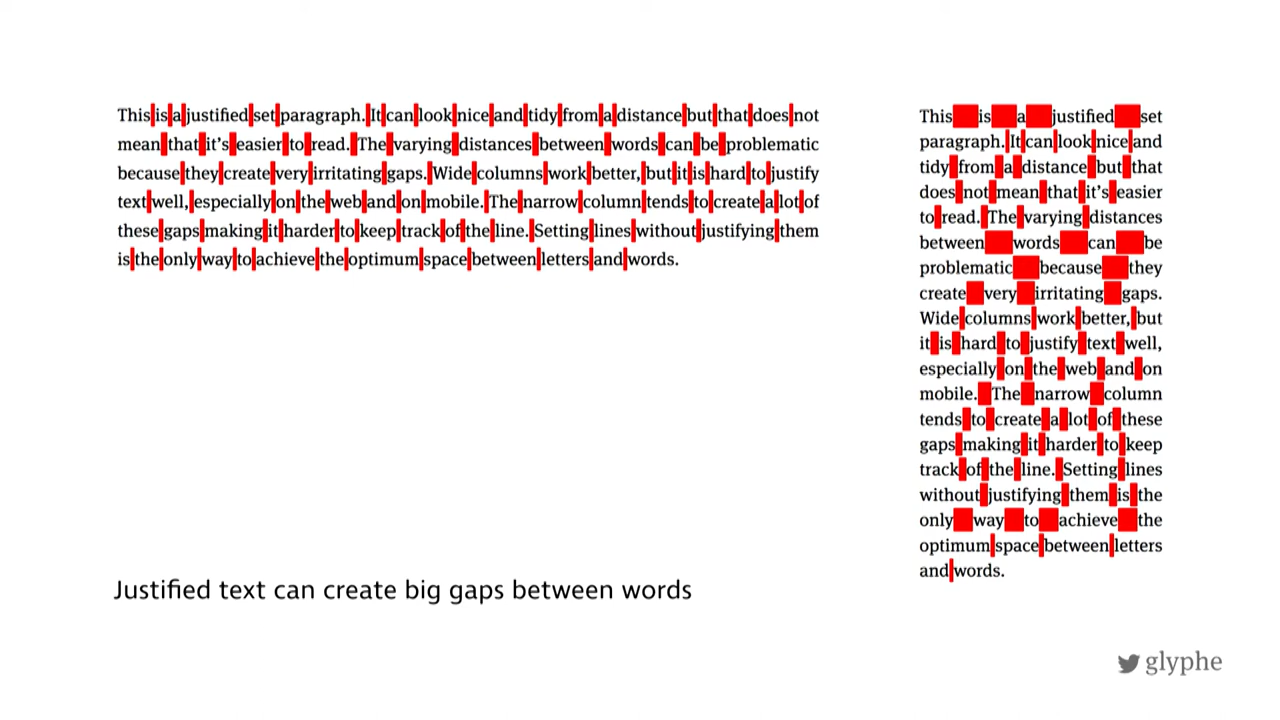 This is a justified set paragraph. It can look nice and tidy from a distance but that does not
mean that it’s easier to read. The varying distances between words can be problematic
because they create very irritating gaps. Wide columns work better, but it is hard to justify
text well, especially on the web and on mobile. The narrow column tends to create a lot of
these gaps making it harder to keep track of the line. Setting lines without justifying them
is the only way to achieve the optimum space between letters and words.
This is a justified set
paragraph. It can look nice and
tidy from a distance but that
does not mean that it’s easier
to read. The varying distances
between words can be
problematic because they
create very irritating gaps.
Wide columns work better, but
it is hard to justify text well,
especially on the web and on
mobile. The narrow column
tends to create a lot of these
gaps making it harder to keep
track of the line. Setting lines
without justifying them is the
only way to achieve the
optimum space between letters
and words.
Justified text can create big gaps between words
glyphe